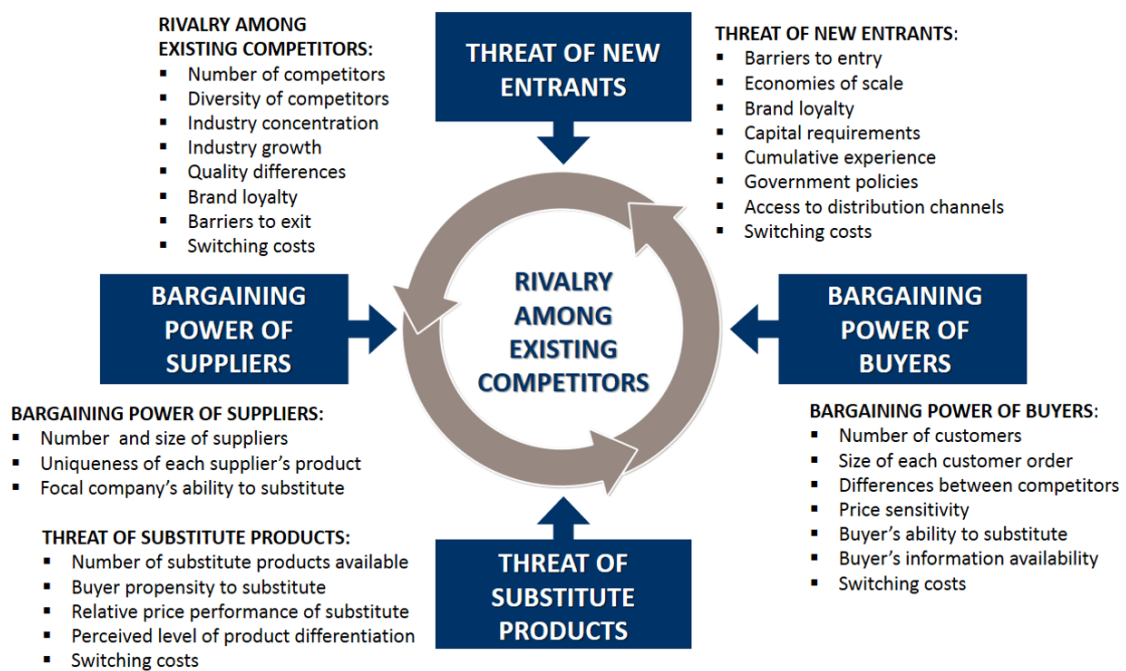 RIVALRY AMONG
EXISTING COMPETITORS:
▪ Number of competitors
▪ Diversity of competitors
▪ Industry concentration
▪ Industry growth
▪ Quality differences
▪ Brand loyalty
▪ Barriers to exit
▪ Switching costs
THREAT OF NEW
ENTRANTS
THREAT OF NEW ENTRANTS:
▪ Barriers to entry
▪ Economies of scale
▪ Brand loyalty
▪ Capital requirements
▪ Cumulative experience
▪ Government policies
▪ Access to distribution channels
▪ Switching costs
BARGAINING
POWER OF
SUPPLIERS
RIVALRY
AMONG
EXISTING
COMPETITORS
BARGAINING
POWER OF
BUYERS
BARGAINING POWER OF SUPPLIERS:
▪ Number and size of suppliers
▪ Uniqueness of each supplier's product
▪ Focal company's ability to substitute
BARGAINING POWER OF BUYERS:
▪ Number of customers
▪ Size of each customer order
▪ Differences between competitors
▪ Price sensitivity
▪ Buyer's ability to substitute
▪ Buyer's information availability
▪ Switching costs
THREAT OF SUBSTITUTE PRODUCTS:
▪ Number of substitute products available
▪ Buyer propensity to substitute
▪ Relative price performance of substitute
▪ Perceived level of product differentiation
▪ Switching costs
THREAT OF
SUBSTITUTE
PRODUCTS